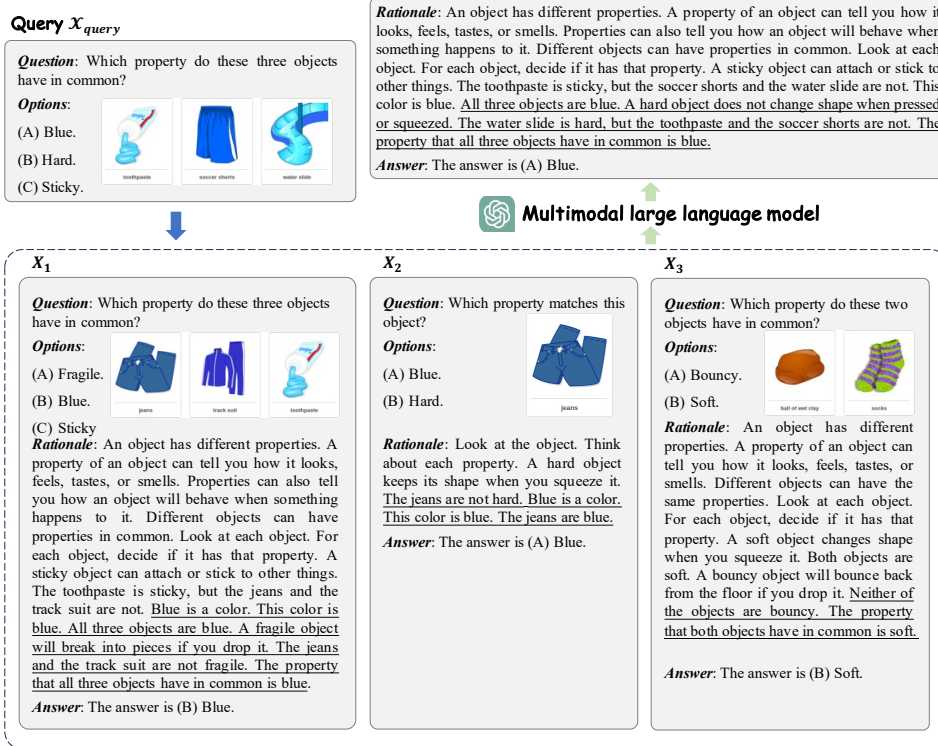 Query 𝒳query
Question: Which property do these three objects
have in common?
Options:
(A) Blue.
(B) Hard.
(C) Sticky.
toothpaste
soccer shorts
water slide
Rationale: An object has different properties. A property of an object can tell you how it
looks, feels, tastes, or smells. Properties can also tell you how an object will behave when
something happens to it. Different objects can have properties in common. Look at each
object. For each object, decide if it has that property. A sticky object can attach or stick to
other things. The toothpaste is sticky, but the soccer shorts and the water slide are not. This
color is blue. All three objects are blue. A hard object does not change shape when pressed
or squeezed. The water slide is hard, but the toothpaste and the soccer shorts are not. The
property that all three objects have in common is blue.
Answer: The answer is (A) Blue.
Multimodal large language model
X1
Question: Which property do these three objects
have in common?
Options:
(A) Fragile.
(B) Blue.
(C) Sticky
jeans
track suit
toothpaste
Rationale: An object has different properties. A
property of an object can tell you how it looks,
feels, tastes, or smells. Properties can also tell
you how an object will behave when something
happens to it. Different objects can have
properties in common. Look at each object. For
each object, decide if it has that property. A
sticky object can attach or stick to other things.
The toothpaste is sticky, but the jeans and the
track suit are not. Blue is a color. This color is
blue. All three objects are blue. A fragile object
will break into pieces if you drop it. The jeans
and the track suit are not fragile. The property
that all three objects have in common is blue.
Answer: The answer is (B) Blue.
X2
Question: Which property matches this
object?
Options:
(A) Blue.
(B) Hard.
jeans
Rationale: Look at the object. Think
about each property. A hard object
keeps its shape when you squeeze it.
The jeans are not hard. Blue is a color.
This color is blue. The jeans are blue.
Answer: The answer is (A) Blue.
X3
Question: Which property do these two
objects have in common?
Options:
(A) Bouncy.
(B) Soft.
ball of wet clay
socks
Rationale: An object has different
properties. A property of an object can
tell you how it looks, feels, tastes, or
smells. Different objects can have the
same properties. Look at each object.
For each object, decide if it has that
property. A soft object changes shape
when you squeeze it. Both objects are
soft. A bouncy object will bounce back
from the floor if you drop it. Neither of
the objects are bouncy. The property
that both objects have in common is soft.
Answer: The answer is (B) Soft.